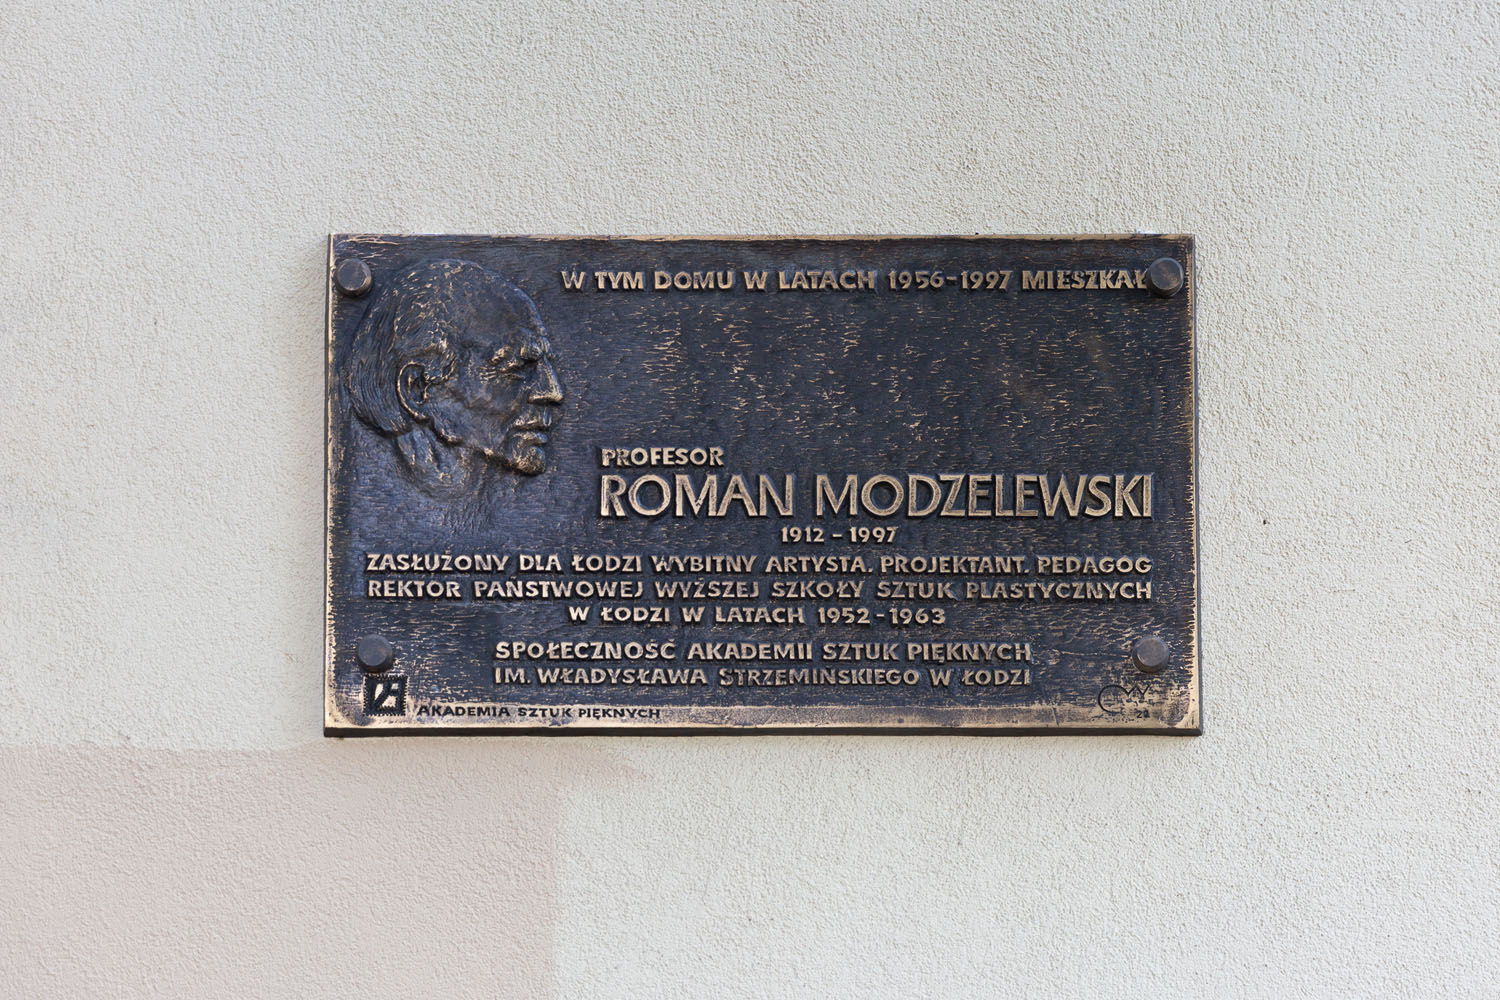 W TYM DOMU W LATACH 1956-1997 MIESZKAŁ
PROFESOR
ROMAN MODZELEWSKI
1912 - 1997
ZASŁUŻONY DLA ŁODZI WYBITNY ARTYSTA. PROJEKTANT. PEDAGOG
REKTOR PAŃSTWOWEJ WYŻSZEJ SZKOŁY SZTUK PLASTYCZNYCH
W ŁODZI W LATACH 1952-1963
SPOŁECZNOŚĆ AKADEMII SZTUK PIĘKNYCH
IM. WŁADYSŁAWA STRZEMIŃSKIEGO W ŁODZI
AKADEMIA SZTUK PIĘKNYCH